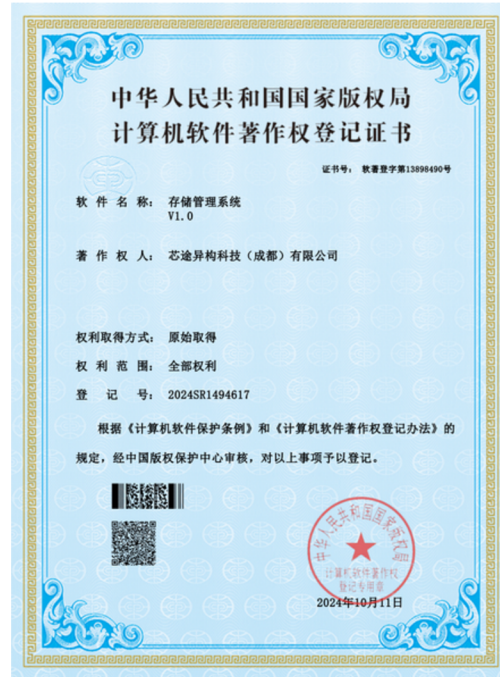 中华人民共和国国家版权局
计算机软件著作权登记证书
证书号： 软著登字第13898490号
软件名称： 存储管理系统
V1.0
著作权人： 芯途异构科技（成都）有限公司
权利取得方式： 原始取得
权利范围： 全部权利
登记号： 2024SR1494617
根据《计算机软件保护条例》和《计算机软件著作权登记办法》的
规定，经中国版权保护中心审核，对以上事项予以登记。
中华人民共和国国家版权局
计算机软件著作权
登记专用章
2024年10月11日